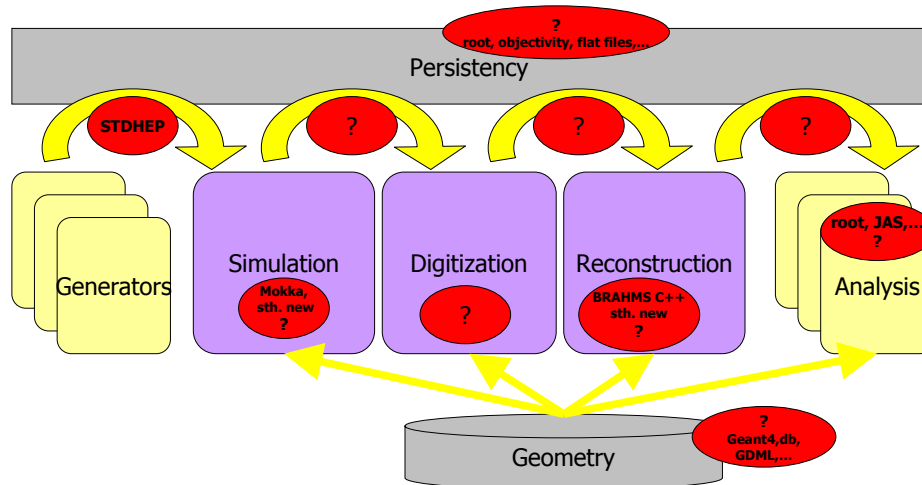 ?
root, objectivity, flat files,...
Persistency
STDHEP
?
?
?
Generators
Simulation
Mokka,
sth. new
?
Digitization
?
Reconstruction
BRAHMS C++
sth. new
?
root, JAS,...
?
Analysis
Geometry
?
Geant4,db,
GDML,...